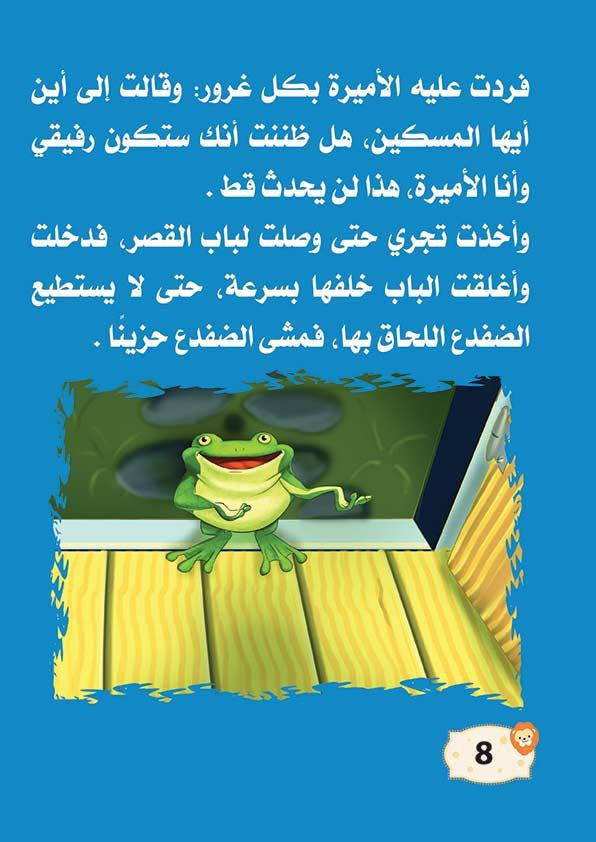 فردت عليه الأميرة بكل غرور: وقالت إلى أين
أيها المسكين، هل ظننت أنك ستكون رفيقي
وأنا الأميرة، هذا لن يحدث قط .
وأخذت تجري حتى وصلت لباب القصر، فدخلت
وأغلقت الباب خلفها بسرعة، حتى لا يستطيع
الضفدع اللحاق بها، فمشى الضفدع حزينًا .
8